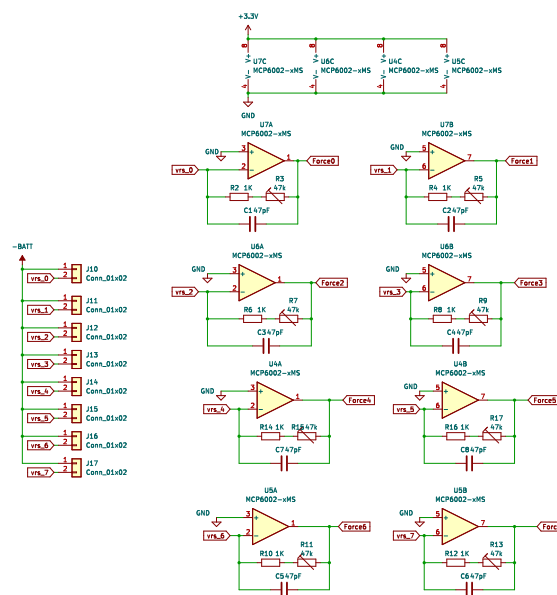 +3.3V
8 8 8 8
V+ V+ V+ V+
U7C U6C U4C U5C
MCP6002-xMS MCP6002-xMS MCP6002-xMS MCP6002-xMS
V- V- V- V-
4 4 4 4
GND
U7A
MCP6002-xMS
GND 3 + 1 Force0
vrs_0 2 -
R2 1K R3
47k
C1 47pF
U7B
MCP6002-xMS
GND 5 + 7 Force1
vrs_1 6 -
R4 1K R5
47k
C2 47pF
-BATT
1 J10
vrs_0 2 Conn_01x02
1 J11
vrs_1 2 Conn_01x02
1 J12
vrs_2 2 Conn_01x02
1 J13
vrs_3 2 Conn_01x02
1 J14
vrs_4 2 Conn_01x02
1 J15
vrs_5 2 Conn_01x02
1 J16
vrs_6 2 Conn_01x02
1 J17
vrs_7 2 Conn_01x02
U6A
MCP6002-xMS
GND 3 + 1 Force2
vrs_2 2 -
R6 1K R7
47k
C3 47pF
U6B
MCP6002-xMS
GND 5 + 7 Force3
vrs_3 6 -
R8 1K R9
47k
C4 47pF
U4A
MCP6002-xMS
GND 3 + 1 Force4
vrs_4 2 -
R14 1K R15 47k
C7 47pF
U4B
MCP6002-xMS
GND 5 + 7 Force5
vrs_5 6 -
R16 1K R17
47k
C8 47pF
U5A
MCP6002-xMS
GND 3 + 1 Force6
vrs_6 2 -
R10 1K R11
47k
C5 47pF
U5B
MCP6002-xMS
GND 5 + 7 Forc
vrs_7 6 -
R12 1K R13
47k
C6 47pF